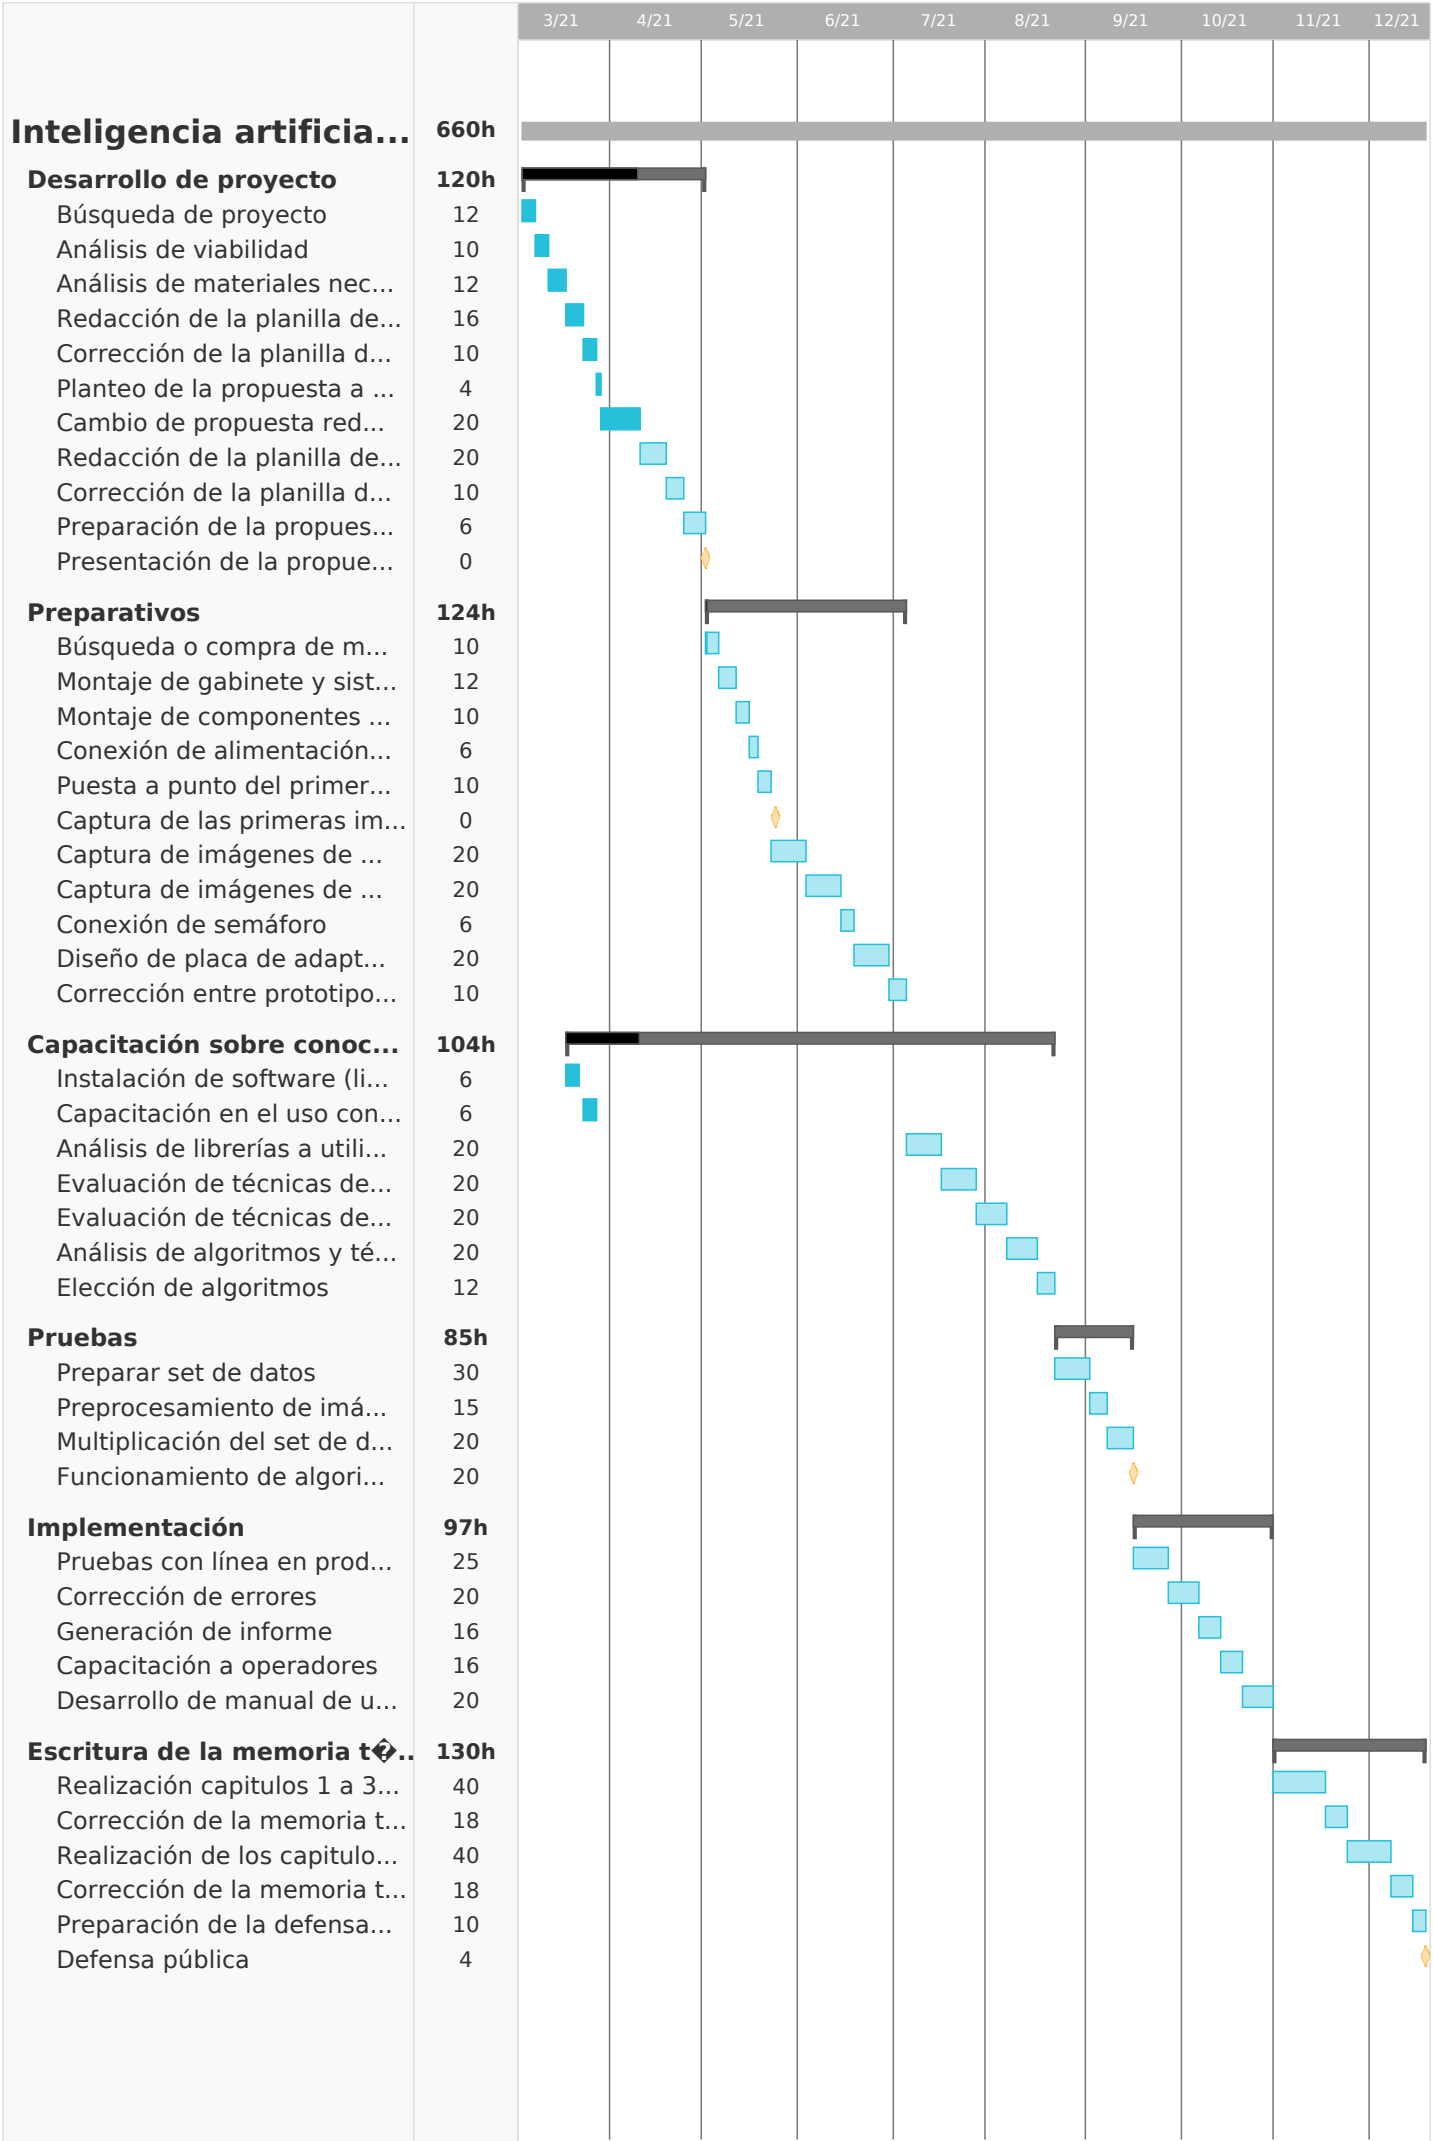 3/21 4/21 5/21 6/21 7/21 8/21 9/21 10/21 11/21 12/21
Inteligencia artificia... 660h
Desarrollo de proyecto 120h
Búsqueda de proyecto 12
Análisis de viabilidad 10
Análisis de materiales nec... 12
Redacción de la planilla de... 16
Corrección de la planilla d... 10
Planteo de la propuesta a ... 4
Cambio de propuesta red... 20
Redacción de la planilla de... 20
Corrección de la planilla d... 10
Preparación de la propues... 6
Presentación de la propue... 0
Preparativos 124h
Búsqueda o compra de m... 10
Montaje de gabinete y sist... 12
Montaje de componentes ... 10
Conexión de alimentación... 6
Puesta a punto del primer... 10
Captura de las primeras im... 0
Captura de imágenes de ... 20
Captura de imágenes de ... 20
Conexión de semáforo 6
Diseño de placa de adapt... 20
Corrección entre prototipo... 10
Capacitación sobre conoc... 104h
Instalación de software (li... 6
Capacitación en el uso con... 6
Análisis de librerías a utili... 20
Evaluación de técnicas de... 20
Evaluación de técnicas de... 20
Análisis de algoritmos y té... 20
Elección de algoritmos 12
Pruebas 85h
Preparar set de datos 30
Preprocesamiento de imá... 15
Multiplicación del set de d... 20
Funcionamiento de algori... 20
Implementación 97h
Pruebas con línea en prod... 25
Corrección de errores 20
Generación de informe 16
Capacitación a operadores 16
Desarrollo de manual de u... 20
Escritura de la memoria t�.. 130h
Realización capitulos 1 a 3... 40
Corrección de la memoria t... 18
Realización de los capitulo... 40
Corrección de la memoria t... 18
Preparación de la defensa... 10
Defensa pública 4